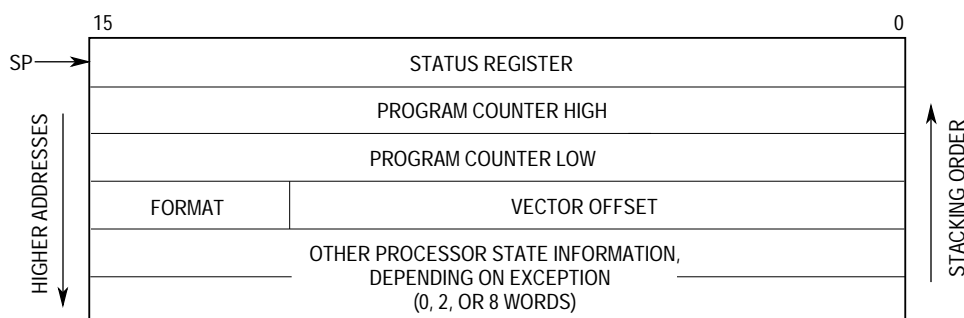 15 0
SP
STATUS REGISTER
PROGRAM COUNTER HIGH
PROGRAM COUNTER LOW
FORMAT VECTOR OFFSET
OTHER PROCESSOR STATE INFORMATION,
DEPENDING ON EXCEPTION
(0, 2, OR 8 WORDS)
HIGHER ADDRESSES
STACKING ORDER